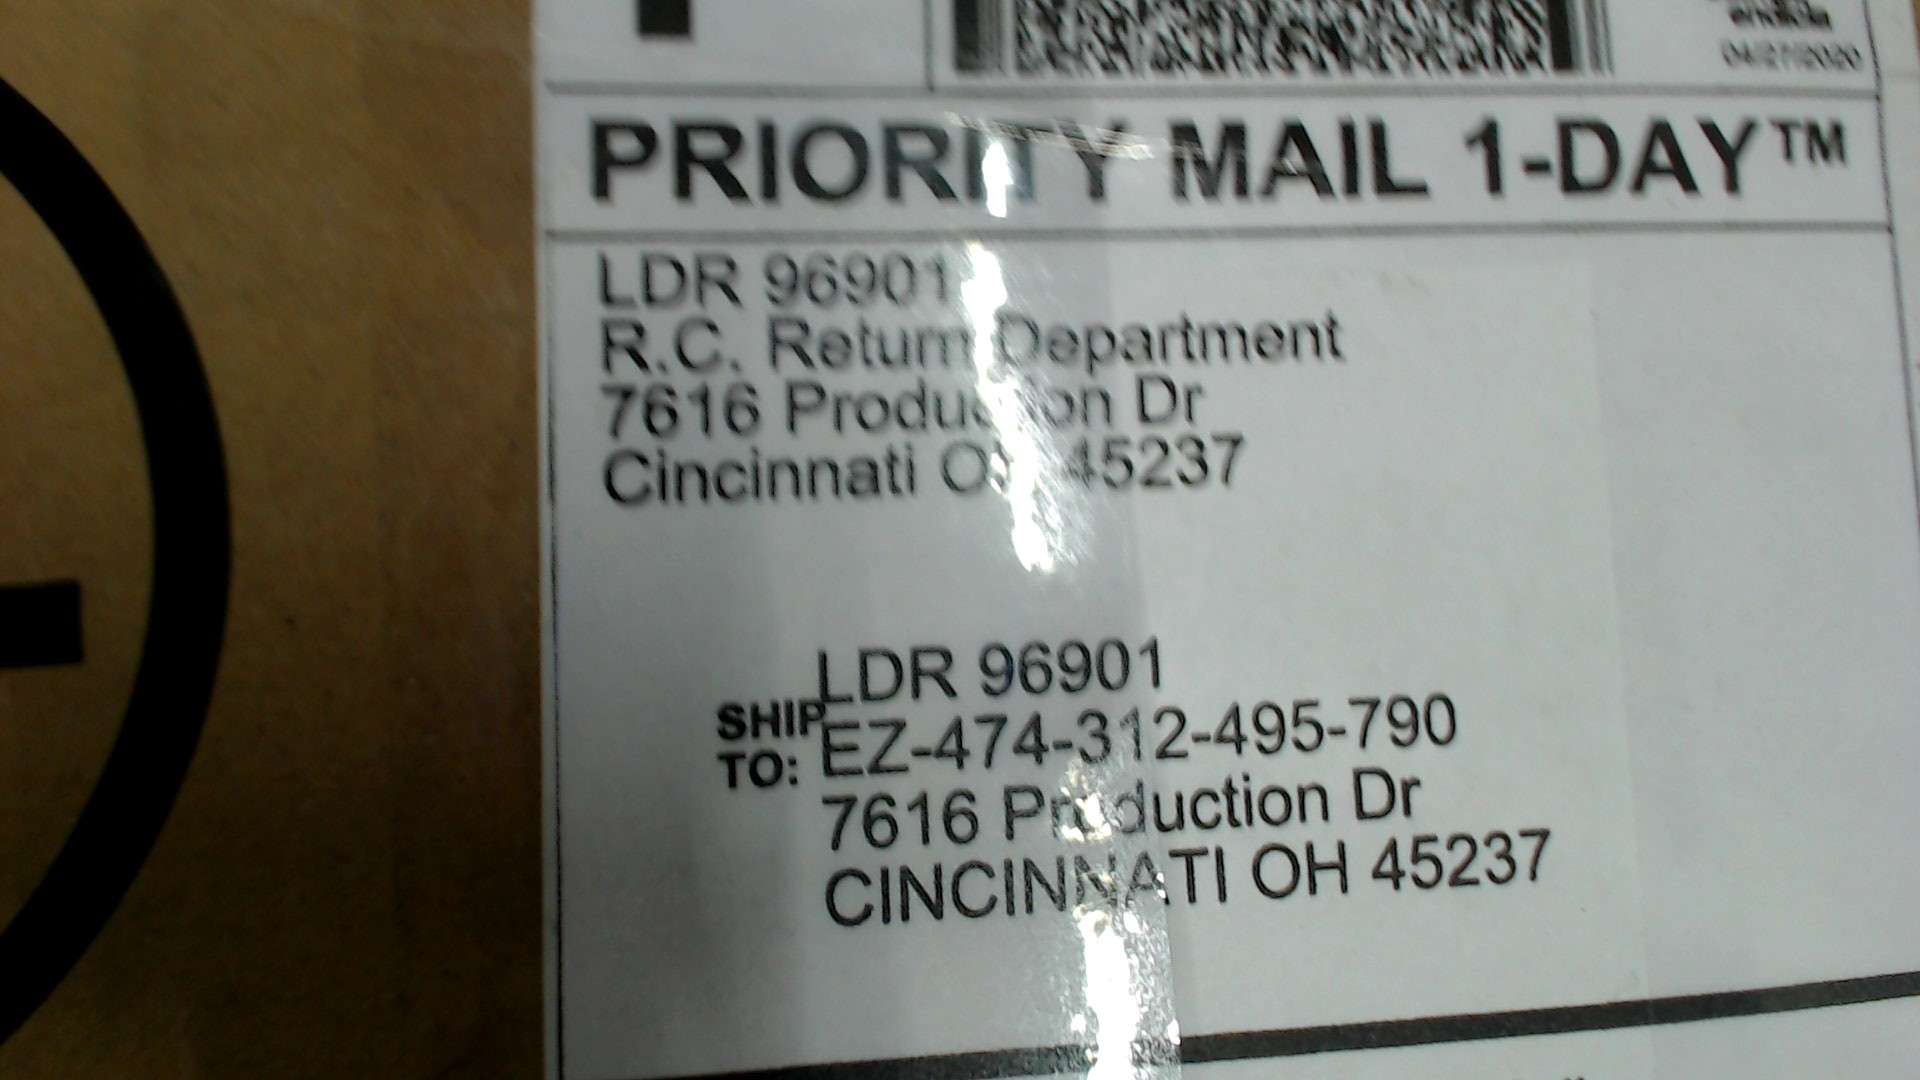 endicia
04/27/2020
PRIORITY MAIL 1-DAY™
LDR 96901
R.C. Return Department
7616 Production Dr
Cincinnati OH 45237
LDR 96901
SHIP TO: EZ-474-312-495-790
7616 Production Dr
CINCINNATI OH 45237